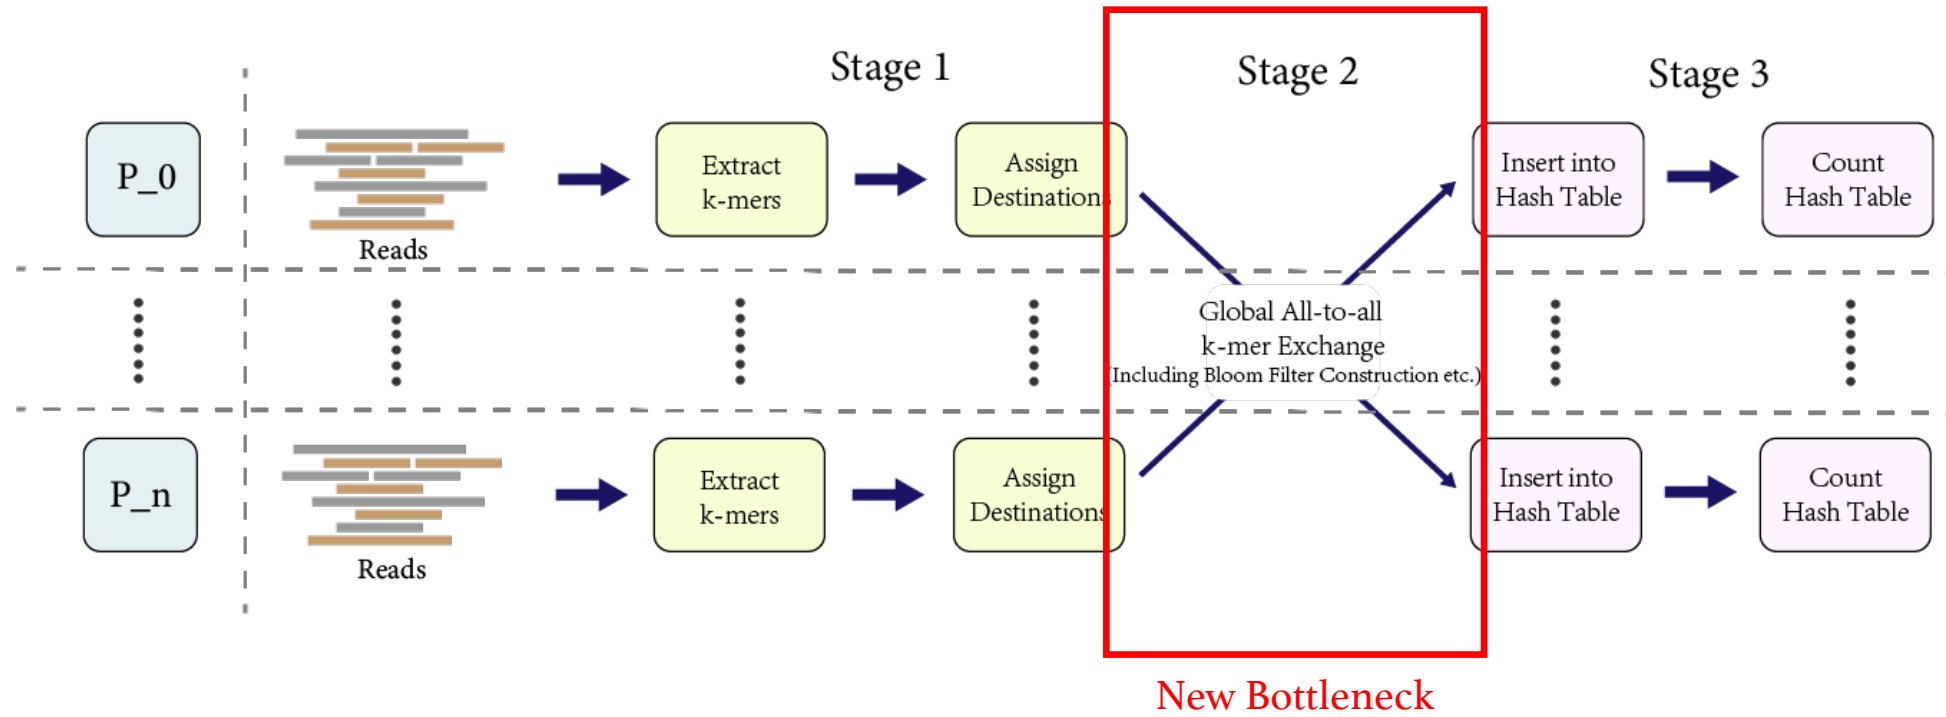 Stage 1
Stage 2
Stage 3
P_0
Reads
Extract
k-mers
Assign
Destinations
Insert into
Hash Table
Count
Hash Table
Global All-to-all
k-mer Exchange
(Including Bloom Filter Construction etc.)
P_n
Reads
Extract
k-mers
Assign
Destinations
Insert into
Hash Table
Count
Hash Table
New Bottleneck